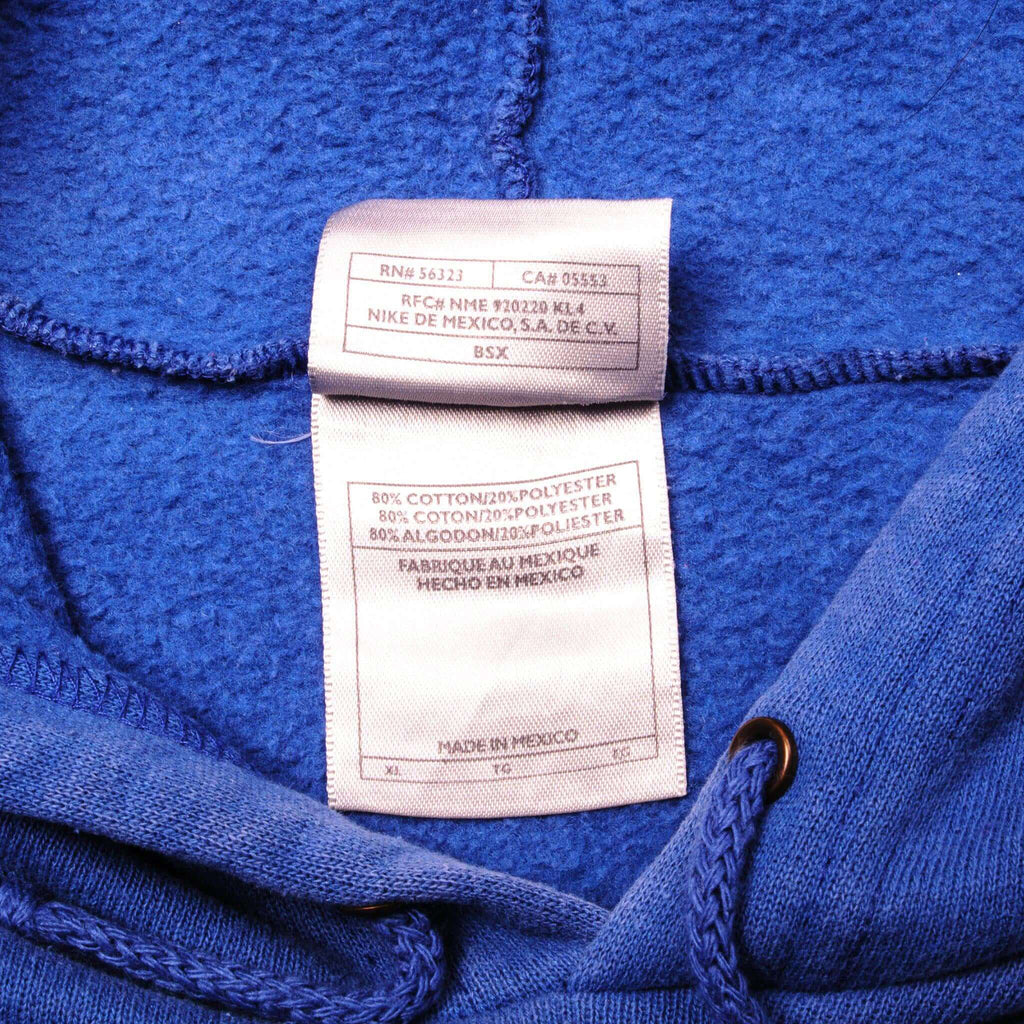 RN# 56323 CA# 05553
RFC# NME 920220 KL4
NIKE DE MEXICO, S.A. DE C.V.
BSX
80% COTTON/20%POLYESTER
80% COTON/20%POLYESTER
80% ALGODON/20%POLIESTER
FABRIQUE AU MEXIQUE
HECHO EN MEXICO
MADE IN MEXICO
XL TG EG